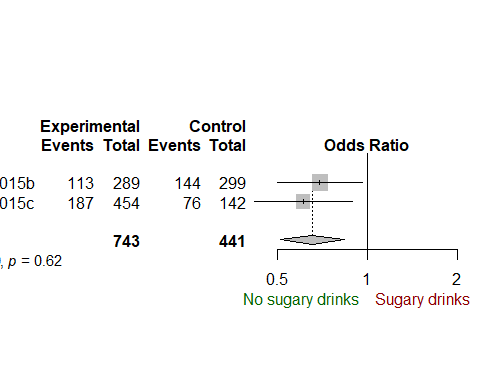 Experimental Control
Events Total Events Total Odds Ratio
015b 113 289 144 299
015c 187 454 76 142
743 441
, p = 0.62
0.5 1 2
No sugary drinks Sugary drinks